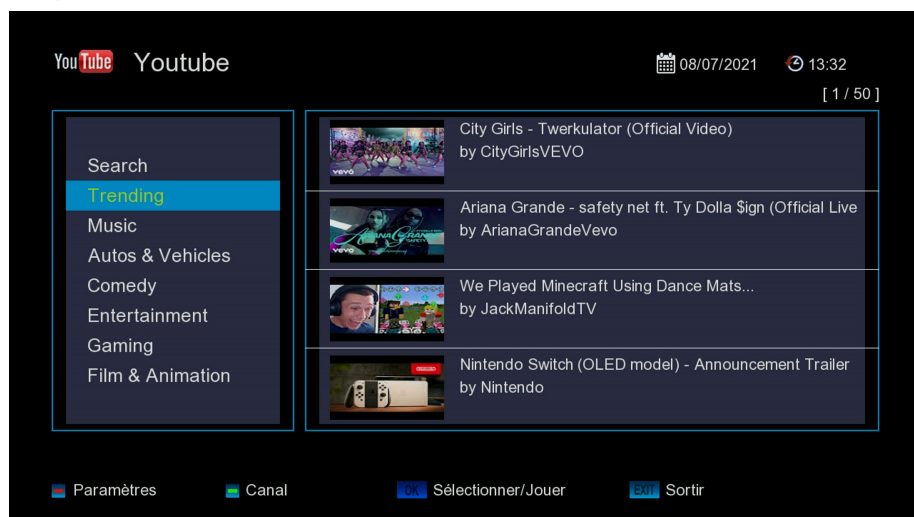 YouTube Youtube
08/07/2021 13:32
[ 1 / 50 ]
Search
Trending
Music
Autos & Vehicles
Comedy
Entertainment
Gaming
Film & Animation
City Girls - Twerkulator (Official Video)
by CityGirlsVEVO
vevo
Ariana Grande - safety net ft. Ty Dolla $ign (Official Live
by ArianaGrandeVevo
vevo
We Played Minecraft Using Dance Mats...
by JackManifoldTV
Nintendo Switch (OLED model) - Announcement Trailer
by Nintendo
Paramètres
Canal
OK Sélectionner/Jouer
EXIT Sortir